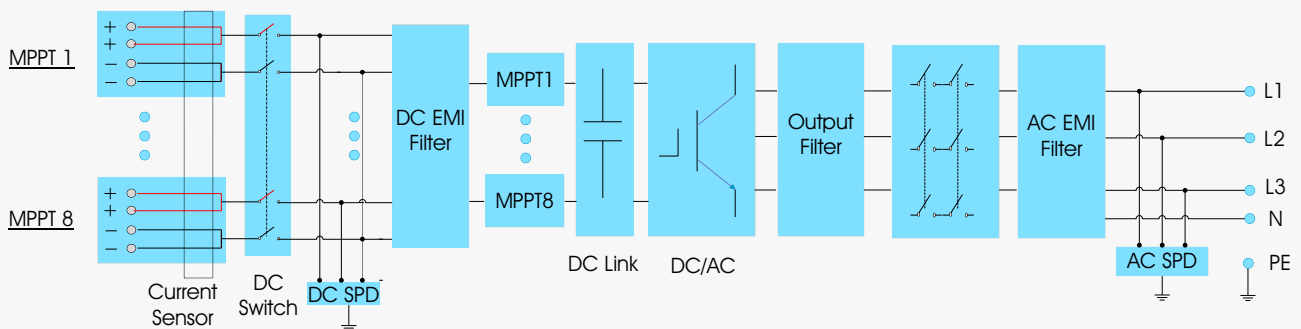 MPPT 1
+
+
−
−
MPPT 8
+
+
−
−
Current
Sensor
DC
Switch
DC SPD
DC EMI
Filter
MPPT1
MPPT8
DC Link
DC/AC
Output
Filter
AC EMI
Filter
L1
L2
L3
N
AC SPD
PE